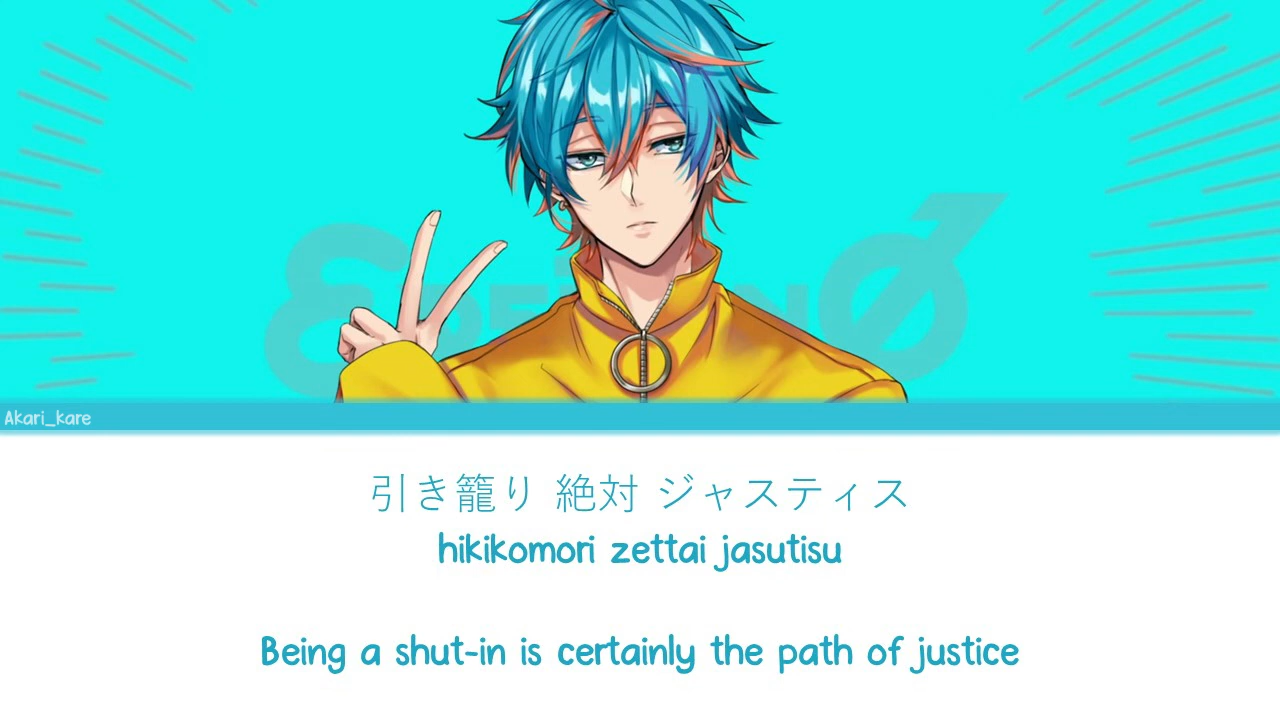 Akari_kare
引き籠り 絶対 ジャスティス
hikikomori zettai jasutisu
Being a shut-in is certainly the path of justice